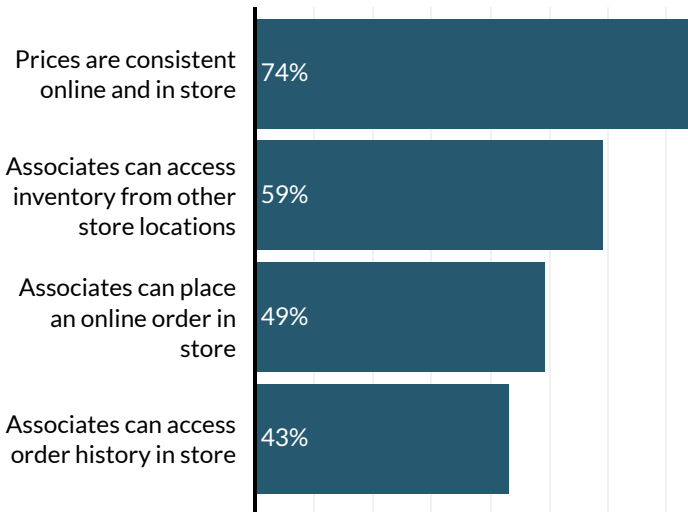 Prices are consistent
online and in store
74%
Associates can access
inventory from other
store locations
59%
Associates can place
an online order in
store
49%
Associates can access
order history in store
43%